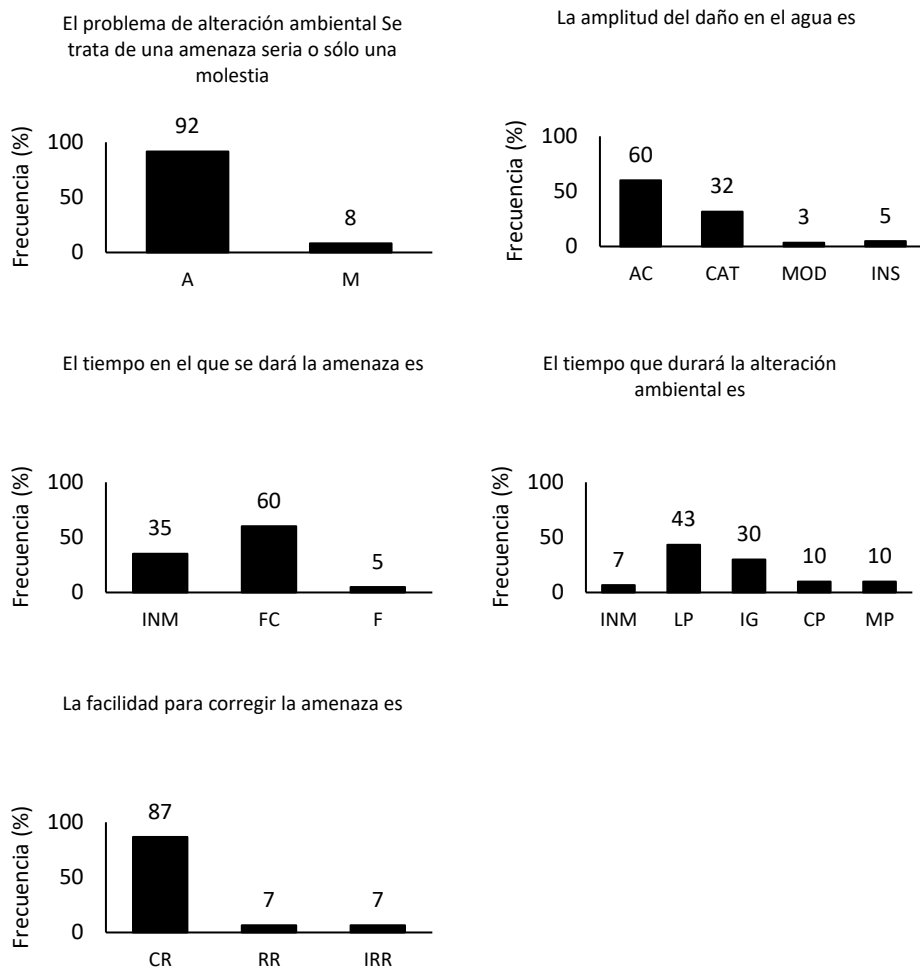 El problema de alteración ambiental Se
trata de una amenaza seria o sólo una
molestia
Frecuencia (%)
100
50
0
92
8
A
M
La amplitud del daño en el agua es
Frecuencia (%)
100
50
0
60
32
3
5
AC
CAT
MOD
INS
El tiempo en el que se dará la amenaza es
Frecuencia (%)
100
50
0
35
60
5
INM
FC
F
El tiempo que durará la alteración
ambiental es
Frecuencia (%)
100
50
0
7
43
30
10
10
INM
LP
IG
CP
MP
La facilidad para corregir la amenaza es
Frecuencia (%)
100
50
0
87
7
7
CR
RR
IRR